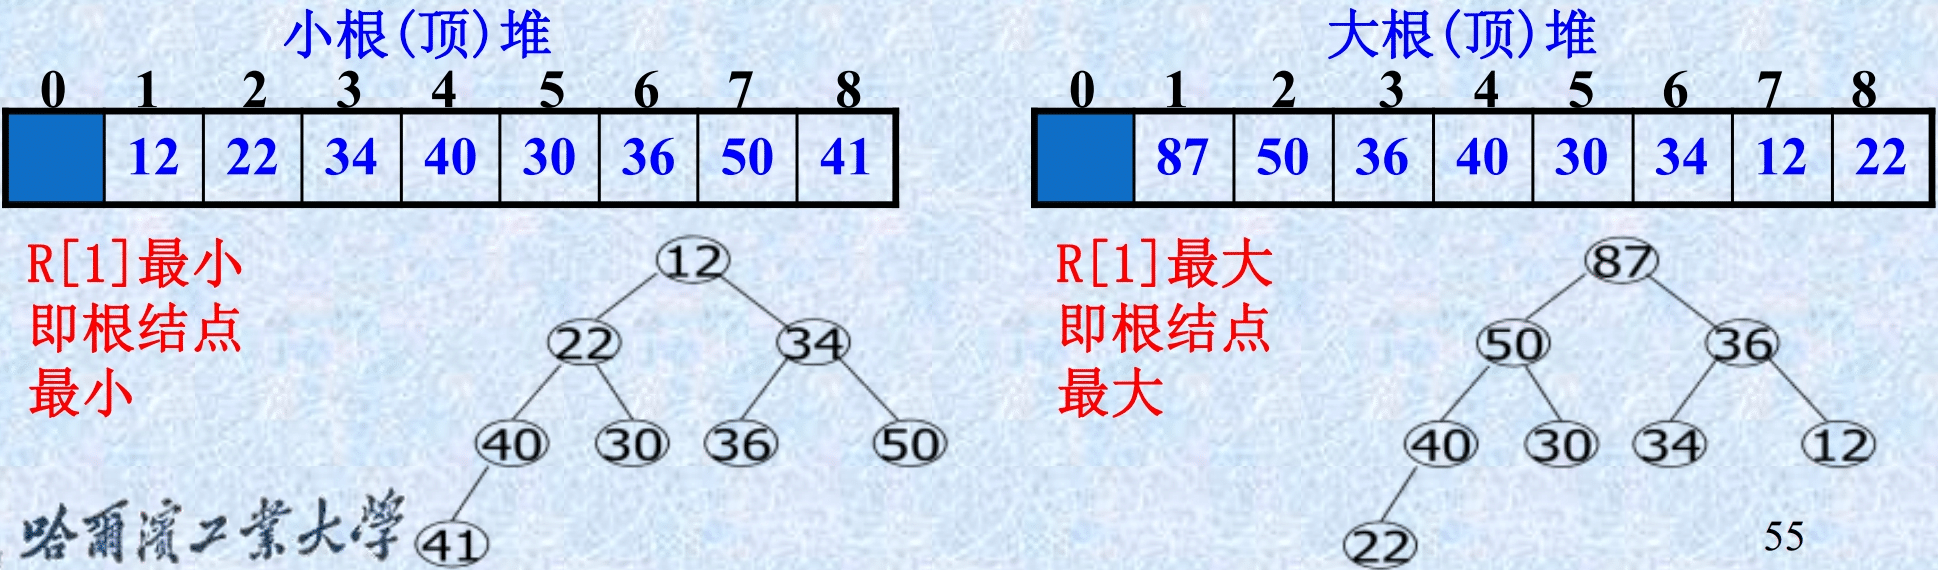 小根(顶)堆
0 1 2 3 4 5 6 7 8
12 22 34 40 30 36 50 41
R[1]最小
即根结点
最小
12
22 34
40 30 36 50
41
大根(顶)堆
0 1 2 3 4 5 6 7 8
87 50 36 40 30 34 12 22
R[1]最大
即根结点
最大
87
50 36
40 30 34 12
22
哈爾濱工業大學
55